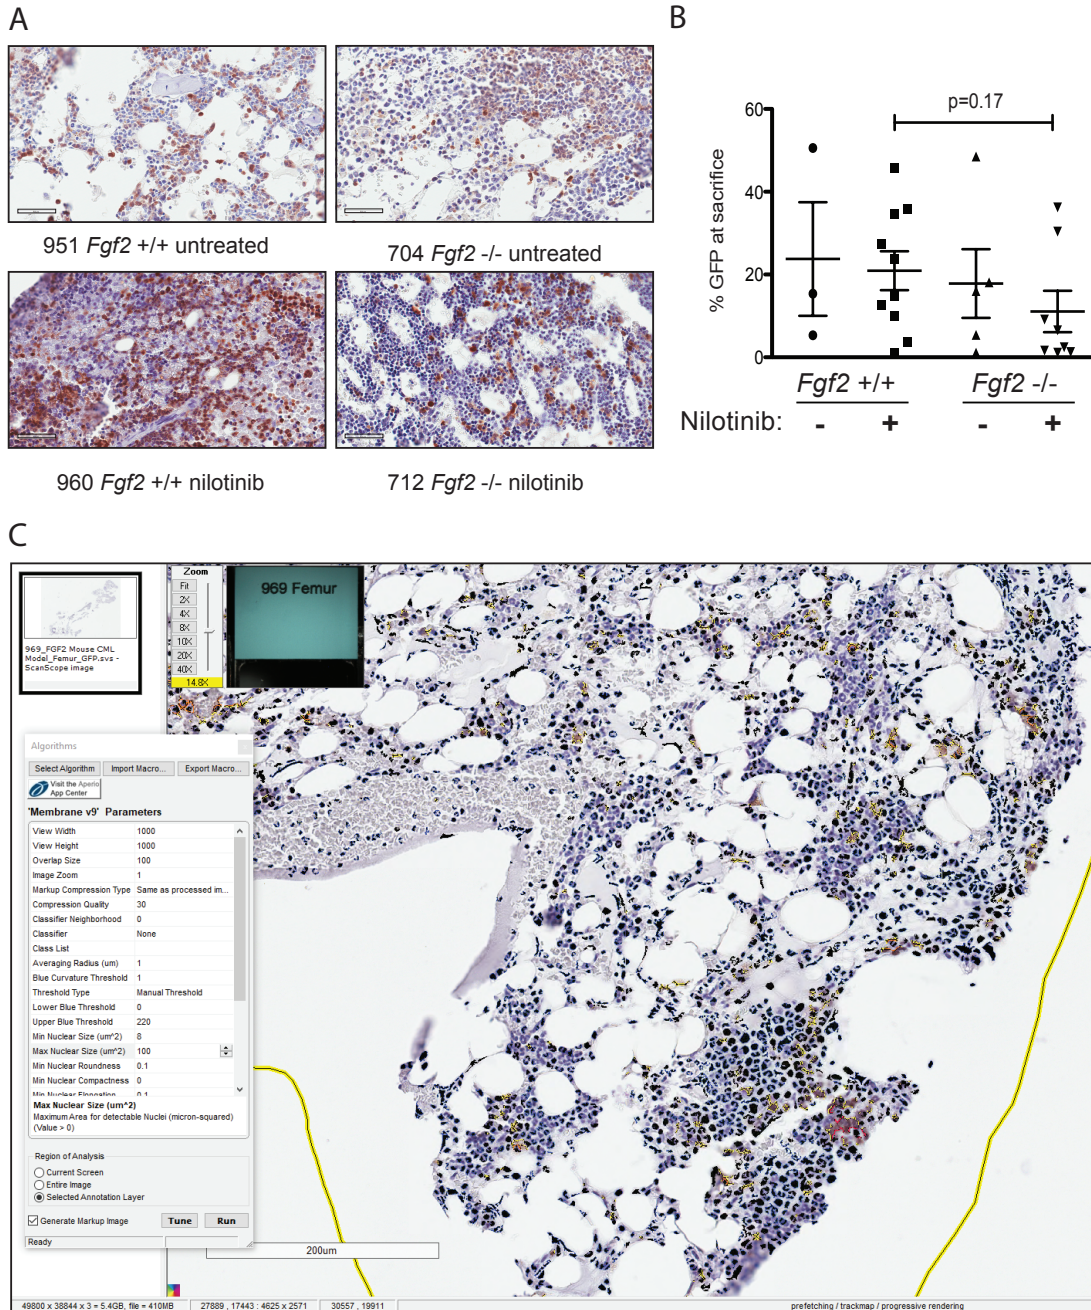 A
951 Fgf2 +/+ untreated
704 Fgf2 -/- untreated
960 Fgf2 +/+ nilotinib
712 Fgf2 -/- nilotinib
B
p=0.17
% GFP at sacrifice
60
40
20
0
Fgf2 +/+
Fgf2 -/-
Nilotinib: - + - +
C
969_FGF2 Mouse CML
Model_Femur_GFP.svs -
ScanScope image
Zoom
Fit
2X
4X
8X
10X
20X
40X
14.8X
969 Femur
Algorithms
Select Algorithm Import Macro... Export Macro...
Visit the Aperio
App Center
'Membrane v9' Parameters
View Width 1000
View Height 1000
Overlap Size 100
Image Zoom 1
Markup Compression Type Same as processed im...
Compression Quality 30
Classifier Neighborhood 0
Classifier None
Class List
Averaging Radius (um) 1
Blue Curvature Threshold 1
Threshold Type Manual Threshold
Lower Blue Threshold 0
Upper Blue Threshold 220
Min Nuclear Size (um^2) 8
Max Nuclear Size (um^2) 100
Min Nuclear Roundness 0.1
Min Nuclear Compactness 0
Min Nuclear Elongation 0.1
Max Nuclear Size (um^2)
Maximum Area for detectable Nuclei (micron-squared)
(Value > 0)
Region of Analysis
Current Screen
Entire Image
Selected Annotation Layer
Generate Markup Image Tune Run
Ready
200um
49800 x 38844 x 3 = 5.4GB, file = 410MB 27889 , 17443 : 4625 x 2571 30557 , 19911 prefetching / trackmap / progressive rendering